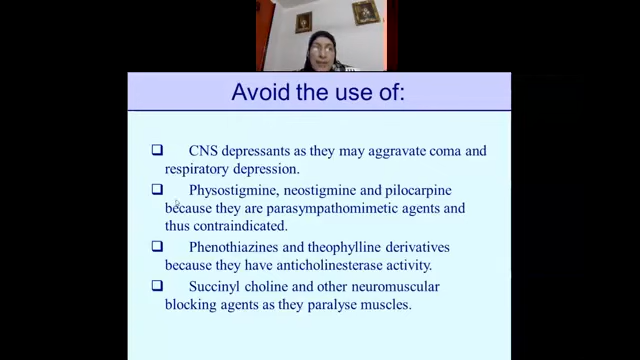 Avoid the use of:
CNS depressants as they may aggravate coma and
respiratory depression.
Physostigmine, neostigmine and pilocarpine
because they are parasympathomimetic agents and
thus contraindicated.
Phenothiazines and theophylline derivatives
because they have anticholinesterase activity.
Succinyl choline and other neuromuscular
blocking agents as they paralyse muscles.